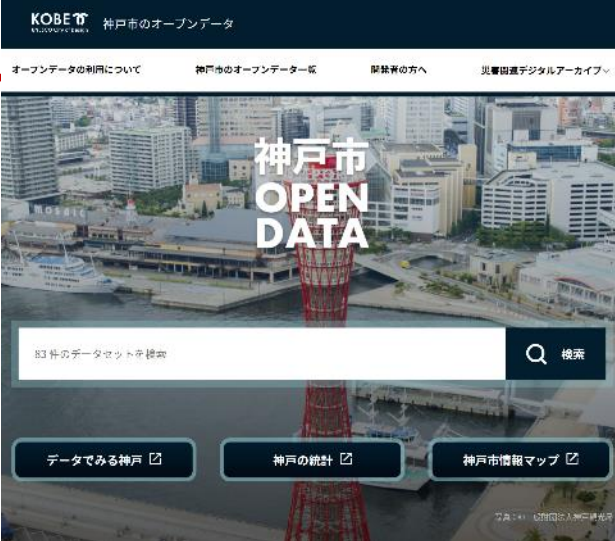 KOBE
神戸市のオープンデータ
オープンデータの利用について
神戸市のオープンデータ一覧
開発者の方へ
災害関連デジタルアーカイブ
神戸市
OPEN
DATA
MOSAIC
83件のデータセットを検索
検索
データでみる神戸
神戸の統計
神戸市情報マップ